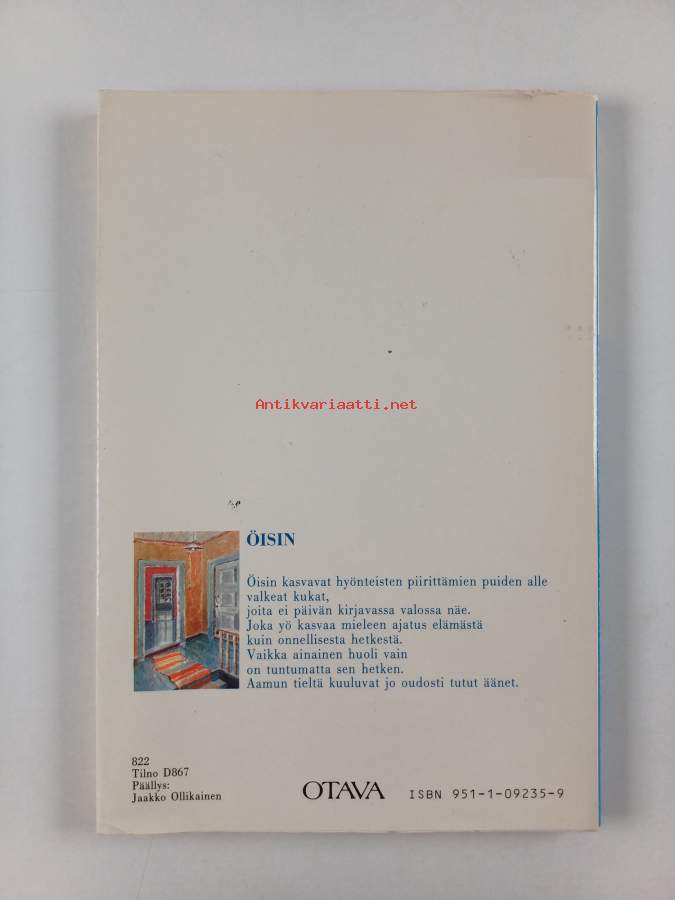 Antikvariaatti.net
ÖISIN
Öisin kasvavat hyönteisten piirittämien puiden alle
valkeat kukat,
joita ei päivän kirjavassa valossa näe.
Joka yö kasvaa mieleen ajatus elämästä
kuin onnellisesta hetkestä.
Vaikka ainainen huoli vain
on tuntumatta sen hetken.
Aamun tieltä kuuluvat jo oudosti tutut äänet.
822
Tilno D867
Päällys:
Jaakko Ollikainen
OTAVA
ISBN 951-1-09235-9